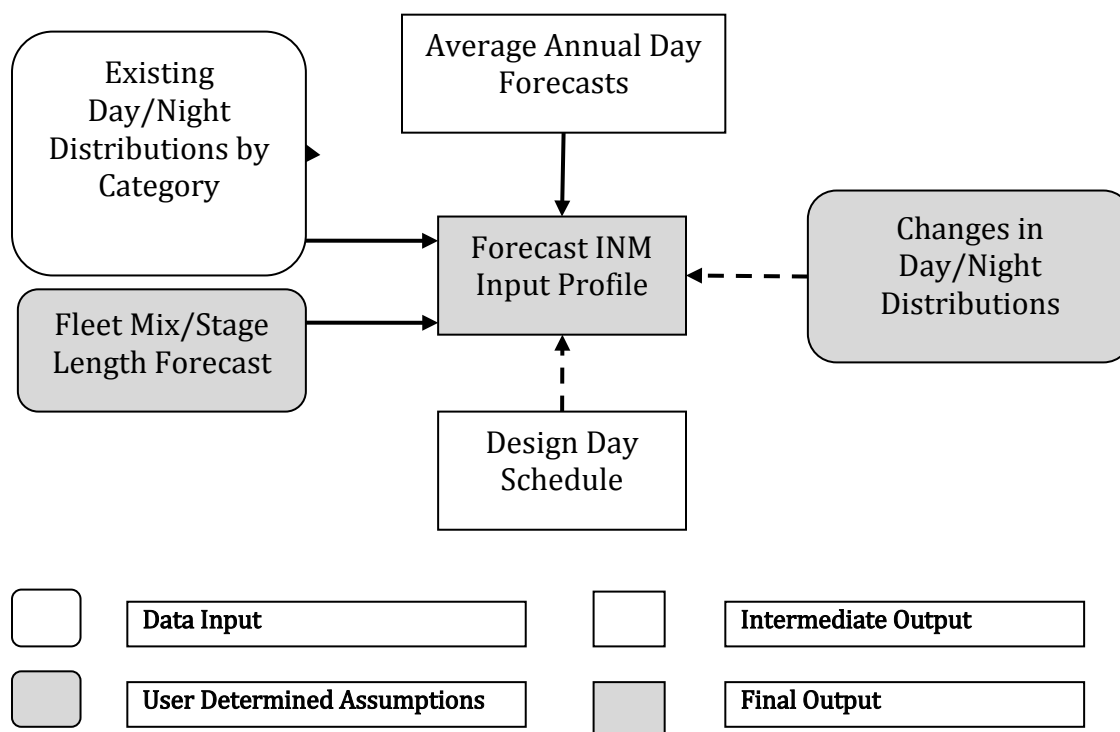 Existing
Day/Night
Distributions by
Category
Average Annual Day
Forecasts
Forecast INM
Input Profile
Changes in
Day/Night
Distributions
Fleet Mix/Stage
Length Forecast
Design Day
Schedule
Data Input
Intermediate Output
User Determined Assumptions
Final Output